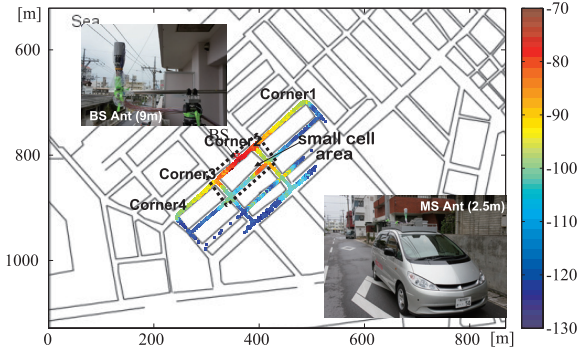 [m]
Sea
600
800
1000
BS Ant (9m)
BS
Corner1
Corner2
small cell
area
Corner3
Corner4
MS Ant (2.5m)
0
200
400
600
800
[m]
-70
-80
-90
-100
-110
-120
-130